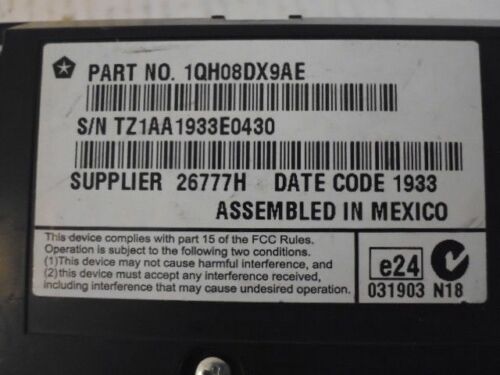 PART NO. 1QH08DX9AE
S/N TZ1AA1933E0430
SUPPLIER 26777H DATE CODE 1933
ASSEMBLED IN MEXICO
This device complies with part 15 of the FCC Rules.
Operation is subject to the following two conditions.
(1)This device may not cause harmful interference, and
(2)this device must accept any interference received,
including interference that may cause undesired operation.
e24
031903 N18